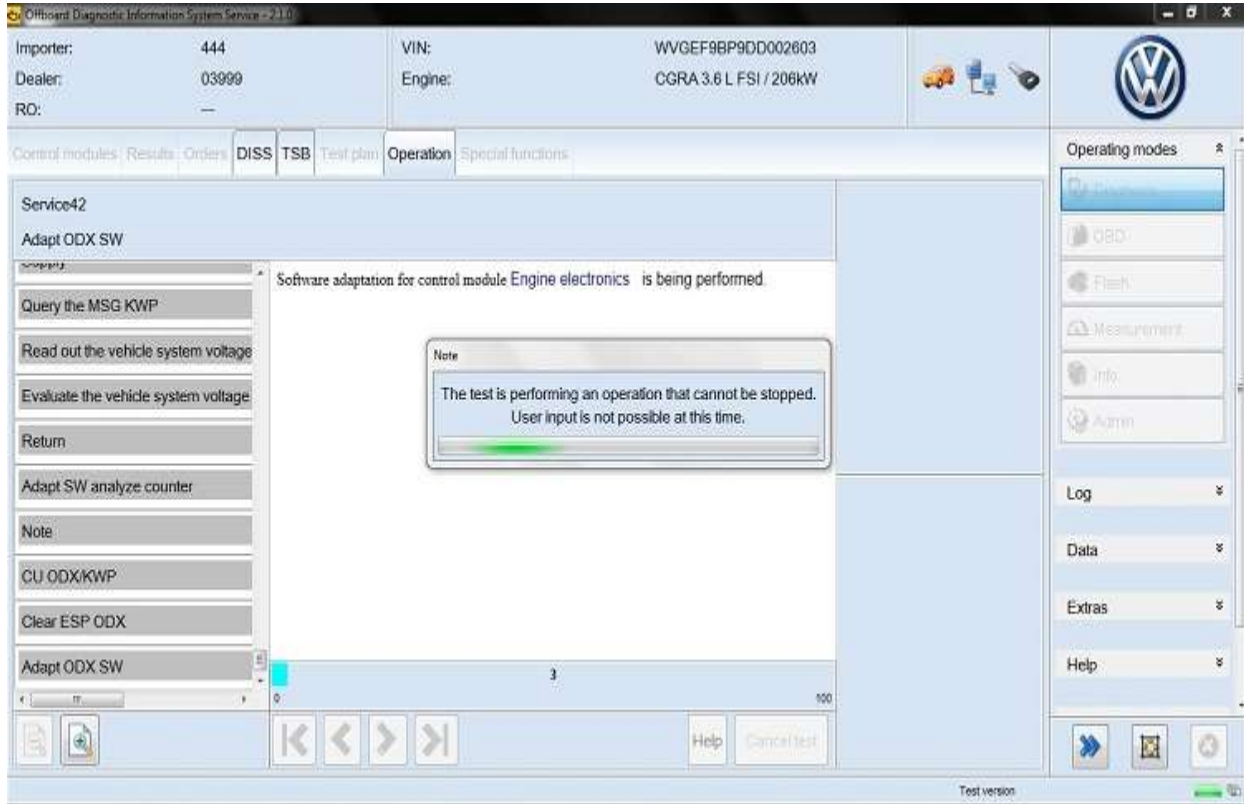 Offboard Diagnostic Information System Service - 2.1.0
Importer: 444
Dealer: 03999
RO: ---
VIN: WVGEF9BP9DD002603
Engine: CGRA 3.6 L FSI / 206kW
Control modules Results Orders DISS TSB Test plan Operation Special functions
Service42
Adapt ODX SW
Supply
Query the MSG KWP
Read out the vehicle system voltage
Evaluate the vehicle system voltage
Return
Adapt SW analyze counter
Note
CU ODX/KWP
Clear ESP ODX
Adapt ODX SW
Software adaptation for control module Engine electronics is being performed.
Note
The test is performing an operation that cannot be stopped.
User input is not possible at this time.
3
0 100
Help Cancel test
Operating modes
Diagnosis
OBD
Flash
Measurement
Info
Admin
Log
Data
Extras
Help
Test version